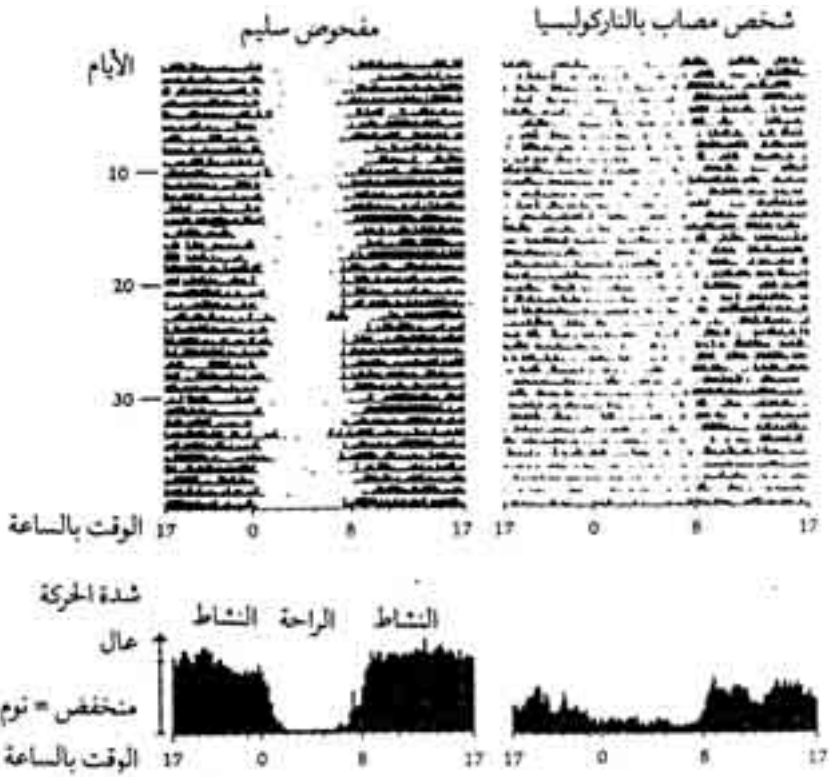 مفحوص سليم
شخص مصاب بالناركوليسيا
الأيام
10
20
30
الوقت بالساعة 17 0 8 17
17 0 8 17
شدة الحركة
النشاط الراحة النشاط
عال
منخفض = نوم
الوقت بالساعة 17 0 8 17
17 0 8 17